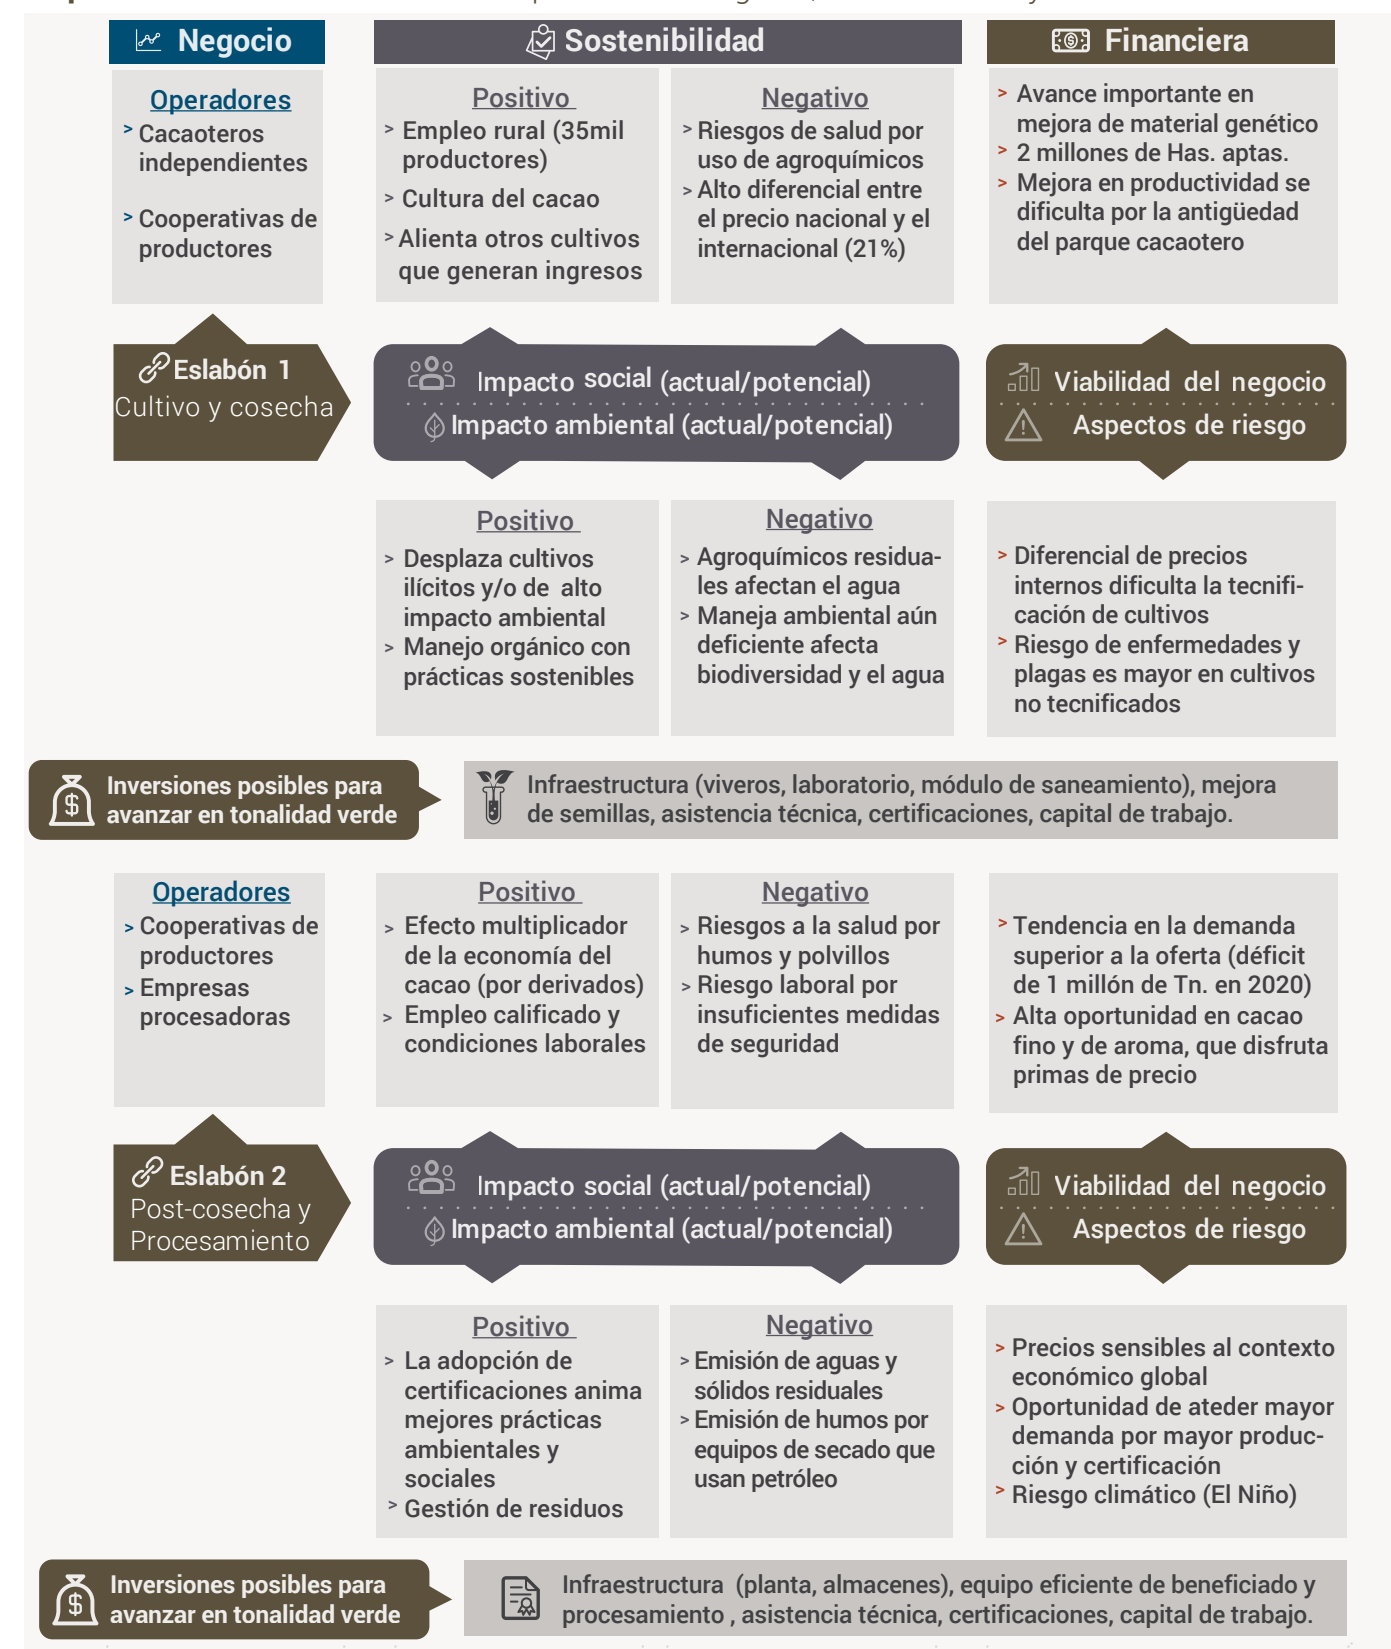 Negocio
Sostenibilidad
Financiera
Operadores
> Cacaoteros
independientes
> Cooperativas de
productores
Positivo
> Empleo rural (35mil
productores)
> Cultura del cacao
> Alienta otros cultivos
que generan ingresos
Negativo
> Riesgos de salud por
uso de agroquímicos
> Alto diferencial entre
el precio nacional y el
internacional (21%)
> Avance importante en
mejora de material genético
> 2 millones de Has. aptas.
> Mejora en productividad se
dificulta por la antigüedad
del parque cacaotero
Eslabón 1
Cultivo y cosecha
Impacto social (actual/potencial)
Impacto ambiental (actual/potencial)
Viabilidad del negocio
Aspectos de riesgo
Positivo
> Desplaza cultivos
ilícitos y/o de alto
impacto ambiental
> Manejo orgánico con
prácticas sostenibles
Negativo
> Agroquímicos residua-
les afectan el agua
> Maneja ambiental aún
deficiente afecta
biodiversidad y el agua
> Diferencial de precios
internos dificulta la tecnifi-
cación de cultivos
> Riesgo de enfermedades y
plagas es mayor en cultivos
no tecnificados
Inversiones posibles para
avanzar en tonalidad verde
Infraestructura (viveros, laboratorio, módulo de saneamiento), mejora
de semillas, asistencia técnica, certificaciones, capital de trabajo.
Operadores
> Cooperativas de
productores
> Empresas
procesadoras
Positivo
> Efecto multiplicador
de la economía del
cacao (por derivados)
> Empleo calificado y
condiciones laborales
Negativo
> Riesgos a la salud por
humos y polvillos
> Riesgo laboral por
insuficientes medidas
de seguridad
> Tendencia en la demanda
superior a la oferta (déficit
de 1 millón de Tn. en 2020)
> Alta oportunidad en cacao
fino y de aroma, que disfruta
primas de precio
Eslabón 2
Post-cosecha y
Procesamiento
Impacto social (actual/potencial)
Impacto ambiental (actual/potencial)
Viabilidad del negocio
Aspectos de riesgo
Positivo
> La adopción de
certificaciones anima
mejores prácticas
ambientales y
sociales
> Gestión de residuos
Negativo
> Emisión de aguas y
sólidos residuales
> Emisión de humos por
equipos de secado que
usan petróleo
> Precios sensibles al contexto
económico global
> Oportunidad de ateder mayor
demanda por mayor produc-
ción y certificación
> Riesgo climático (El Niño)
Inversiones posibles para
avanzar en tonalidad verde
Infraestructura (planta, almacenes), equipo eficiente de beneficiado y
procesamiento , asistencia técnica, certificaciones, capital de trabajo.